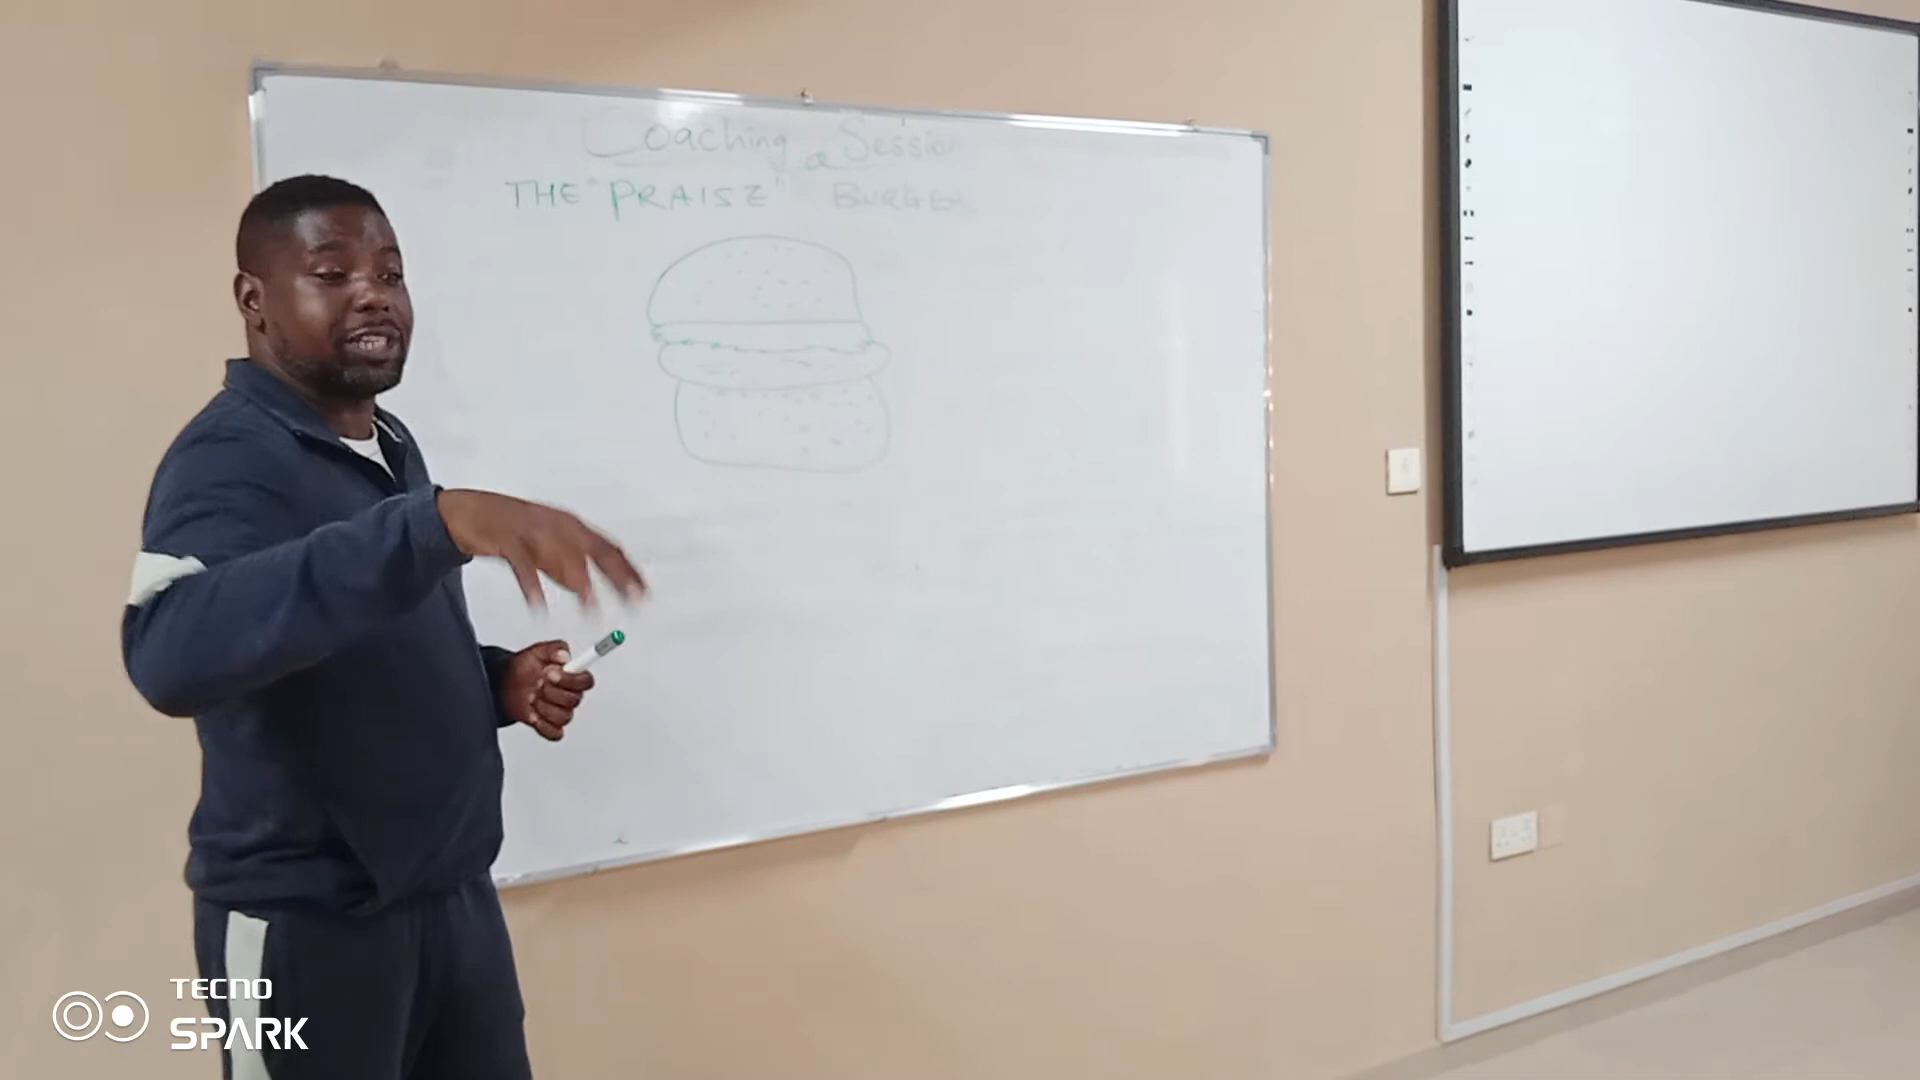 Coaching a Session
THE "PRAISE" BURGER
TECNO
SPARK